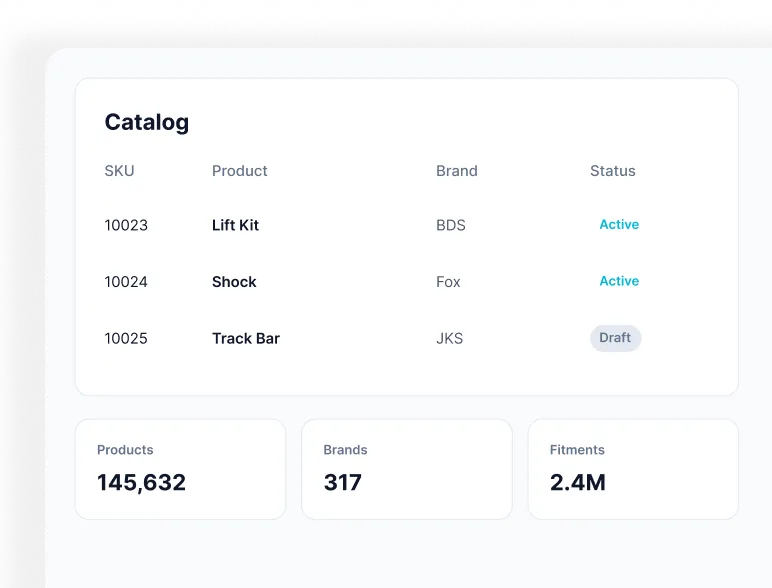 Catalog
SKU Product Brand Status
10023 Lift Kit BDS Active
10024 Shock Fox Active
10025 Track Bar JKS Draft
Products Brands Fitments
145,632 317 2.4M